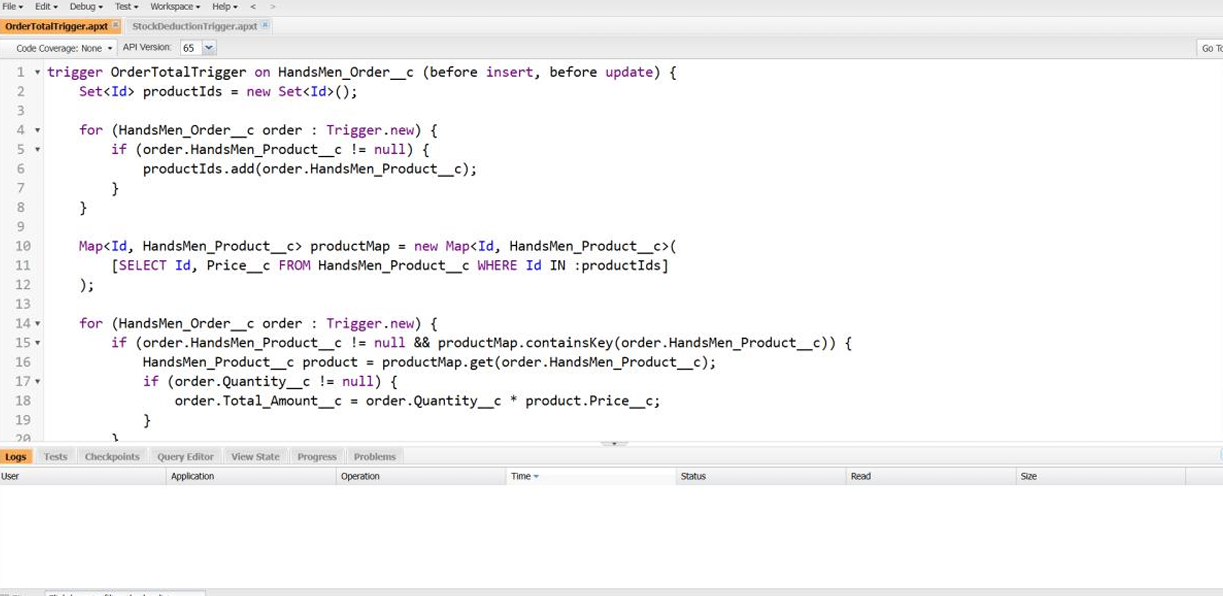 File Edit Debug Test Workspace Help < >
OrderTotalTrigger.apxt StockDeductionTrigger.apxt
Code Coverage: None API Version: 65 Go To
1 trigger OrderTotalTrigger on HandsMen_Order__c (before insert, before update) {
2 Set<Id> productIds = new Set<Id>();
3
4 for (HandsMen_Order__c order : Trigger.new) {
5 if (order.HandsMen_Product__c != null) {
6 productIds.add(order.HandsMen_Product__c);
7 }
8 }
9
10 Map<Id, HandsMen_Product__c> productMap = new Map<Id, HandsMen_Product__c>(
11 [SELECT Id, Price__c FROM HandsMen_Product__c WHERE Id IN :productIds]
12 );
13
14 for (HandsMen_Order__c order : Trigger.new) {
15 if (order.HandsMen_Product__c != null && productMap.containsKey(order.HandsMen_Product__c)) {
16 HandsMen_Product__c product = productMap.get(order.HandsMen_Product__c);
17 if (order.Quantity__c != null) {
18 order.Total_Amount__c = order.Quantity__c * product.Price__c;
19 }
20 }
Logs Tests Checkpoints Query Editor View State Progress Problems
User Application Operation Time Status Read Size